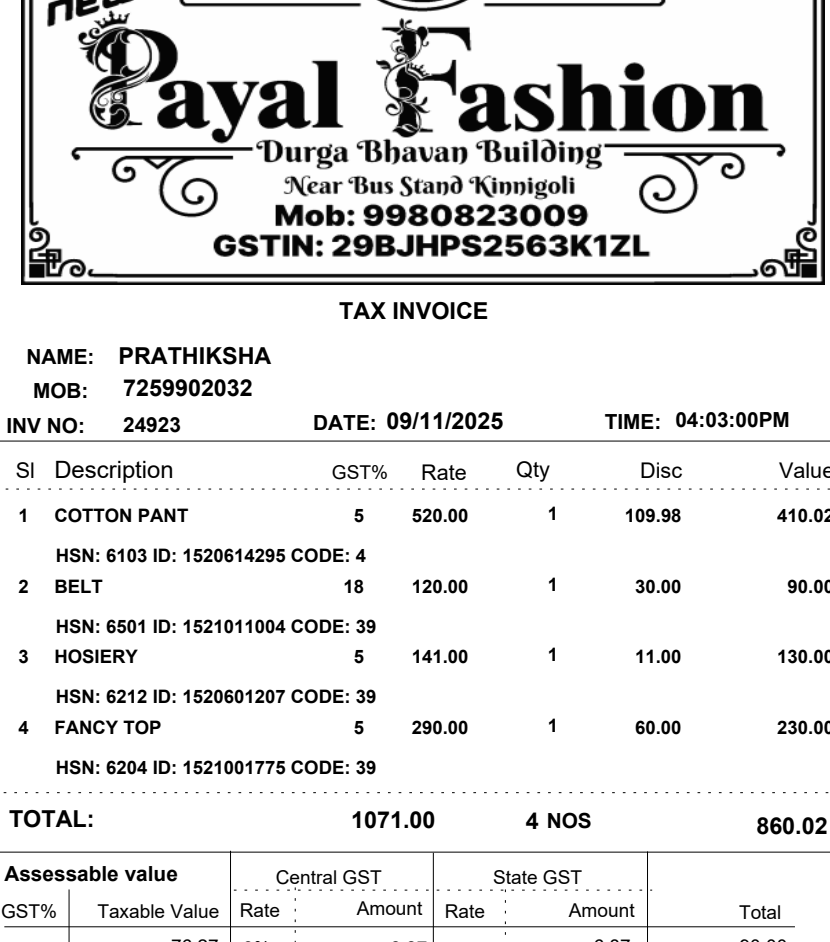 new
Payal Fashion
Durga Bhavan Building
Near Bus Stand Kinnigoli
Mob: 9980823009
GSTIN: 29BJHPS2563K1ZL
TAX INVOICE
NAME: PRATHIKSHA
MOB: 7259902032
INV NO: 24923 DATE: 09/11/2025 TIME: 04:03:00PM
Sl Description GST% Rate Qty Disc Value
1 COTTON PANT 5 520.00 1 109.98 410.02
HSN: 6103 ID: 1520614295 CODE: 4
2 BELT 18 120.00 1 30.00 90.00
HSN: 6501 ID: 1521011004 CODE: 39
3 HOSIERY 5 141.00 1 11.00 130.00
HSN: 6212 ID: 1520601207 CODE: 39
4 FANCY TOP 5 290.00 1 60.00 230.00
HSN: 6204 ID: 1521001775 CODE: 39
TOTAL: 1071.00 4 NOS 860.02
Assessable value Central GST State GST
GST% Taxable Value Rate Amount Rate Amount Total